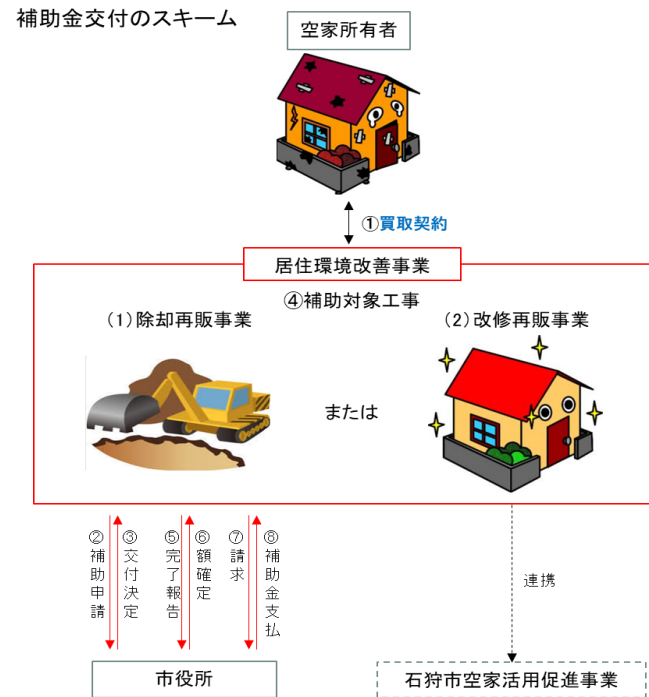 補助金交付のスキーム
空家所有者
①買取契約
居住環境改善事業
④補助対象工事
(1)除却再販事業
(2)改修再販事業
または
②補助申請
③交付決定
⑤完了報告
⑥額確定
⑦請求
⑧補助金支払
連携
市役所
石狩市空家活用促進事業